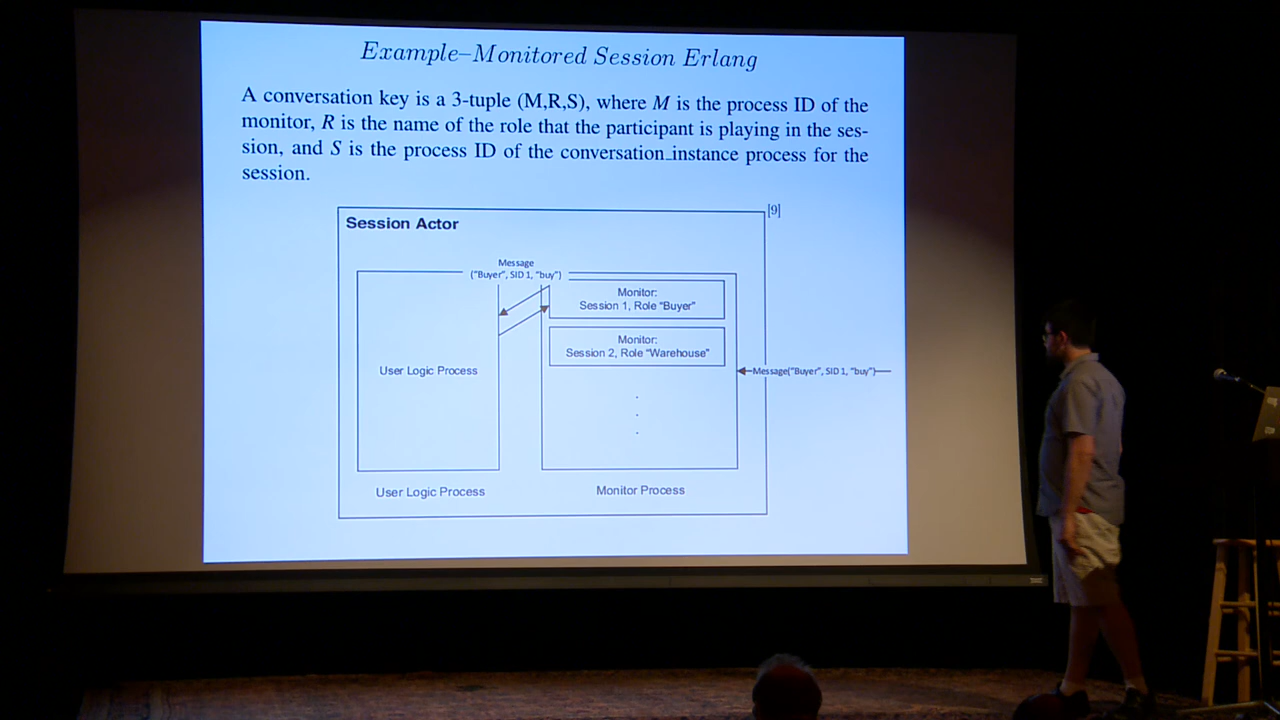 Example–Monitored Session Erlang
A conversation key is a 3-tuple (M,R,S), where M is the process ID of the
monitor, R is the name of the role that the participant is playing in the ses-
sion, and S is the process ID of the conversation_instance process for the
session.
[9]
Session Actor
Message
("Buyer", SID 1, "buy")
Monitor:
Session 1, Role "Buyer"
Monitor:
Session 2, Role "Warehouse"
User Logic Process
Message("Buyer", SID 1, "buy")
.
.
.
User Logic Process
Monitor Process